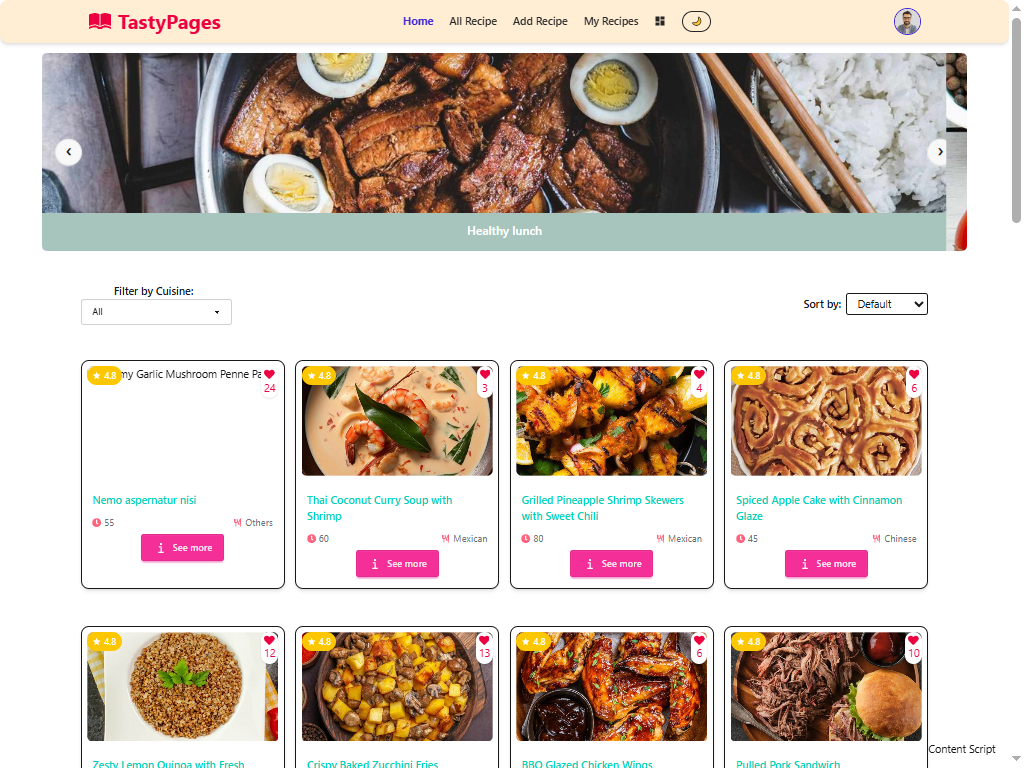 TastyPages
Home
All Recipe
Add Recipe
My Recipes
Healthy lunch
Filter by Cuisine:
All
Sort by:
Default
4.8
my Garlic Mushroom Penne Pa
24
4.8
3
4.8
4
4.8
6
Nemo aspernatur nisi
55
Others
See more
Thai Coconut Curry Soup with
Shrimp
60
Mexican
See more
Grilled Pineapple Shrimp Skewers
with Sweet Chili
80
Mexican
See more
Spiced Apple Cake with Cinnamon
Glaze
45
Chinese
See more
4.8
12
4.8
13
4.8
6
4.8
10
Zesty Lemon Quinoa with Fresh
Crispy Baked Zucchini Fries
BBQ Glazed Chicken Wings
Pulled Pork Sandwich
Content Script